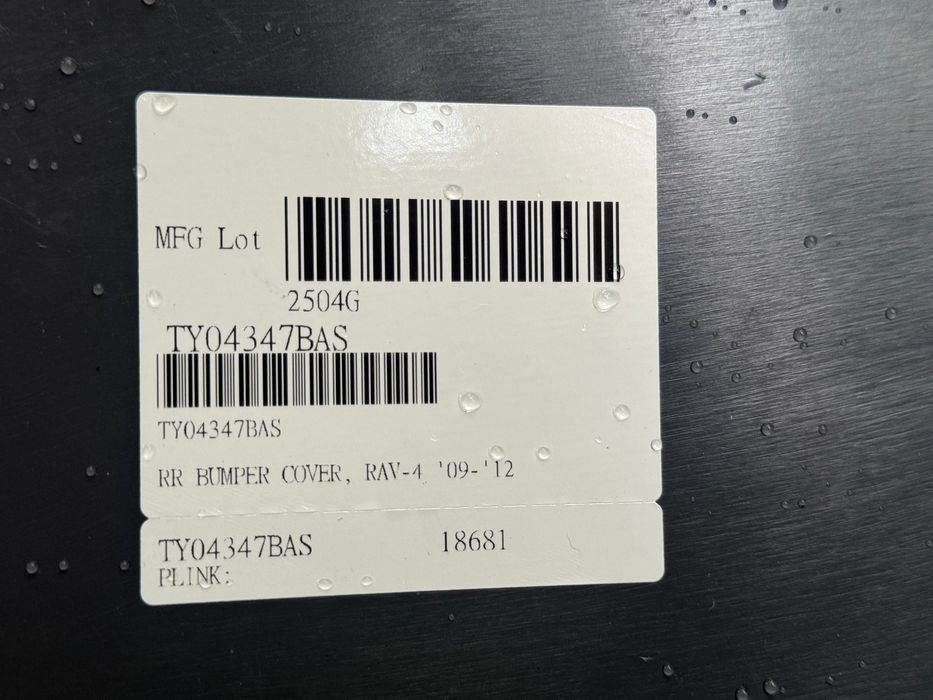 MFG Lot
2504G
TY04347BAS
TY04347BAS
RR BUMPER COVER, RAV-4 '09-'12
TY04347BAS 18681
PLINK: